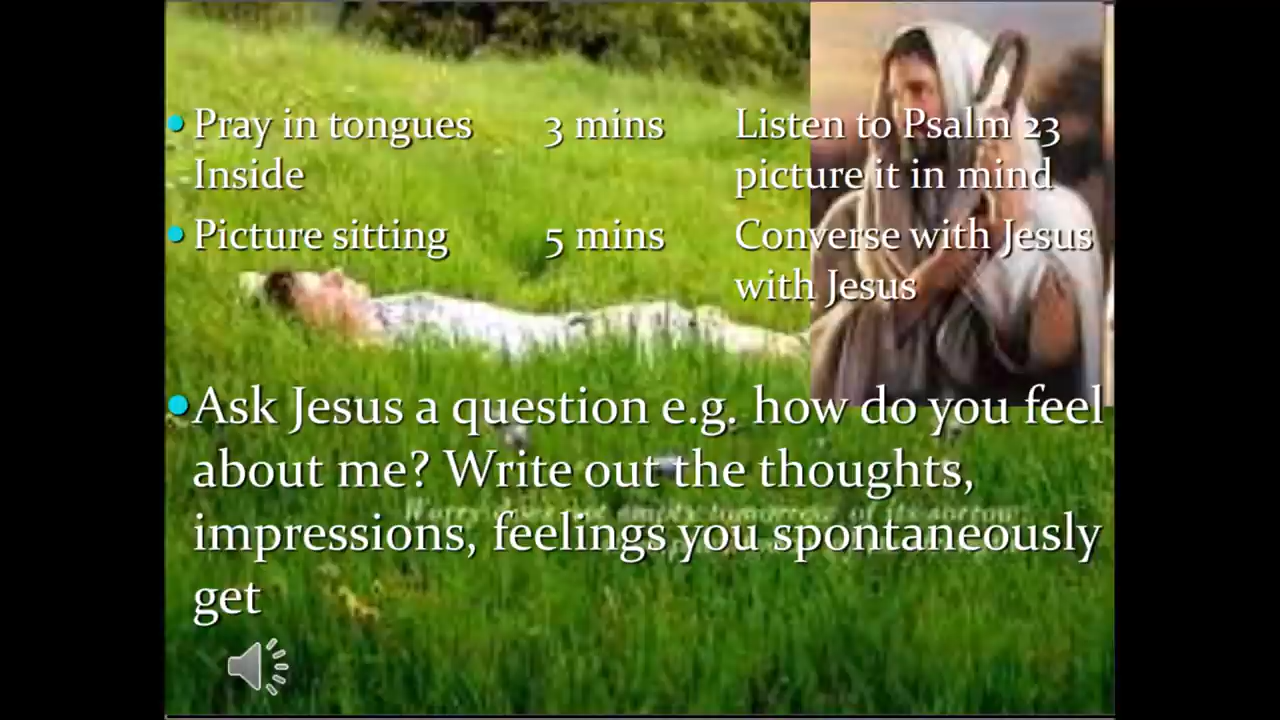 • Pray in tongues 3 mins Listen to Psalm 23
Inside picture it in mind
• Picture sitting 5 mins Converse with Jesus
with Jesus
• Ask Jesus a question e.g. how do you feel
about me? Write out the thoughts,
impressions, feelings you spontaneously
get